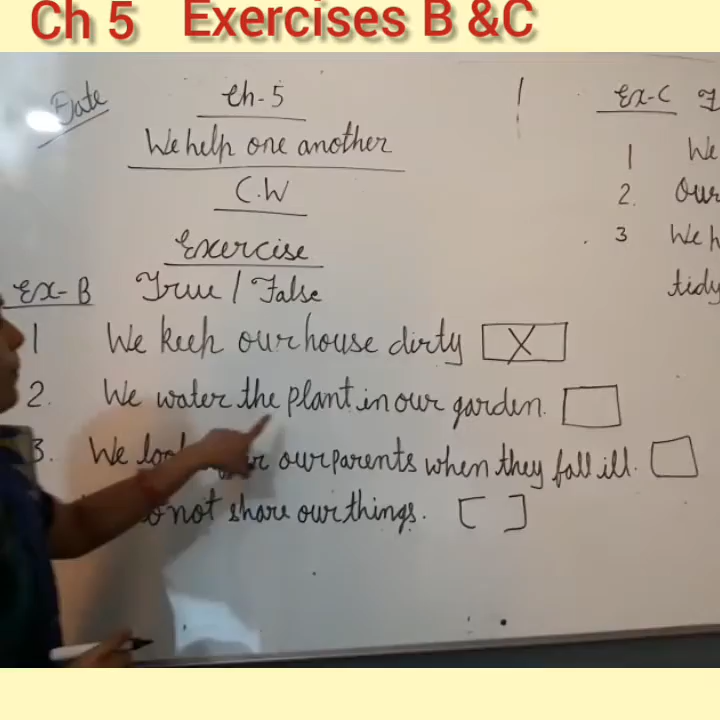 Ch 5 Exercises B &C
Date
Ch-5
We help one another
C.W
Exercise
Ex-B True / False
1 We keep our house dirty X
2. We water the plant in our garden.
3. We our parents when they fall ill.
not share our things. [ ]
Ex-C
1 We
2. Our
3 We
tidy